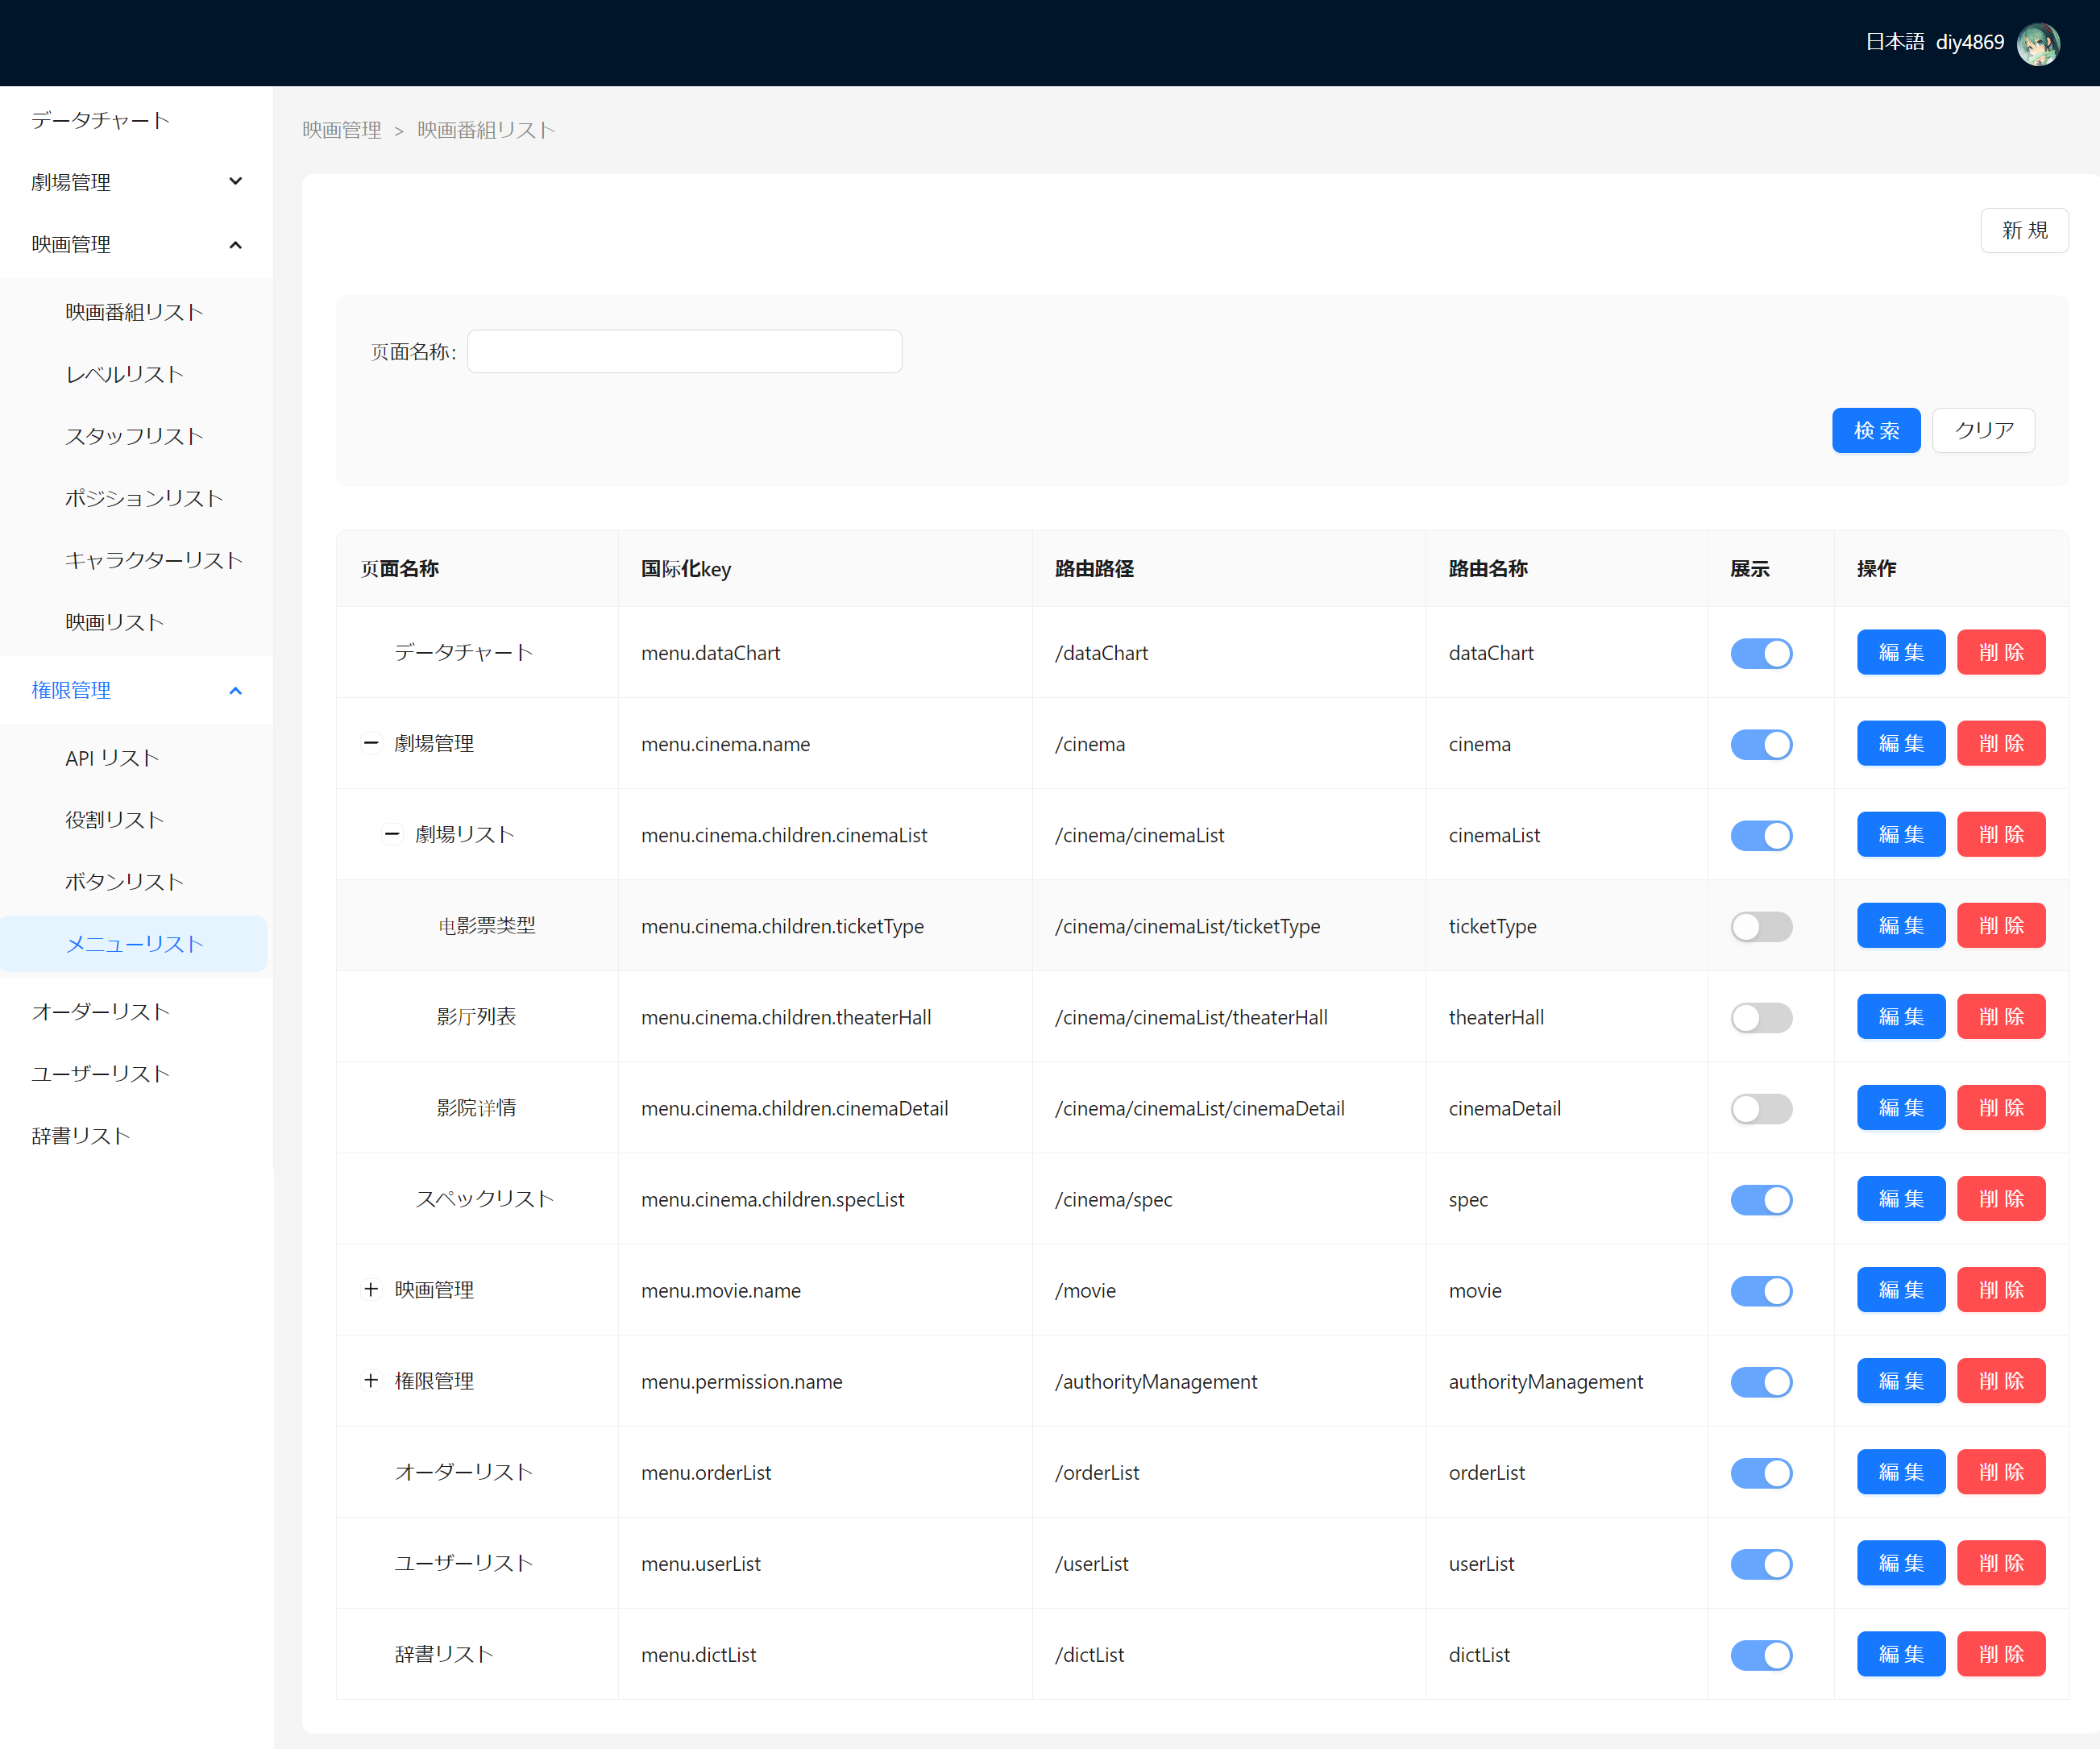 日本語 diy4869
データチャート
劇場管理
映画管理
映画番組リスト
レベルリスト
スタッフリスト
ポジションリスト
キャラクターリスト
映画リスト
権限管理
API リスト
役割リスト
ボタンリスト
メニューリスト
オーダーリスト
ユーザーリスト
辞書リスト
映画管理 > 映画番組リスト
新 規
页面名称:
検 索 クリア
页面名称 国际化key 路由路径 路由名称 展示 操作
データチャート menu.dataChart /dataChart dataChart 編 集 削 除
劇場管理 menu.cinema.name /cinema cinema 編 集 削 除
劇場リスト menu.cinema.children.cinemaList /cinema/cinemaList cinemaList 編 集 削 除
电影票类型 menu.cinema.children.ticketType /cinema/cinemaList/ticketType ticketType 編 集 削 除
影厅列表 menu.cinema.children.theaterHall /cinema/cinemaList/theaterHall theaterHall 編 集 削 除
影院详情 menu.cinema.children.cinemaDetail /cinema/cinemaList/cinemaDetail cinemaDetail 編 集 削 除
スペックリスト menu.cinema.children.specList /cinema/spec spec 編 集 削 除
映画管理 menu.movie.name /movie movie 編 集 削 除
権限管理 menu.permission.name /authorityManagement authorityManagement 編 集 削 除
オーダーリスト menu.orderList /orderList orderList 編 集 削 除
ユーザーリスト menu.userList /userList userList 編 集 削 除
辞書リスト menu.dictList /dictList dictList 編 集 削 除